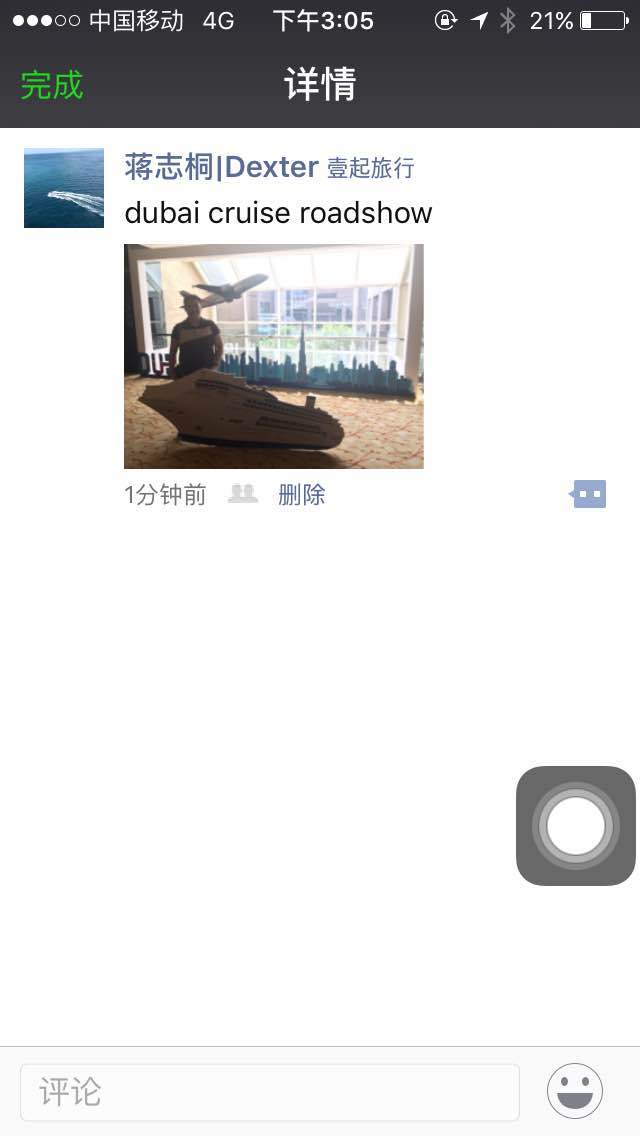 中国移动 4G 下午3:05 21%
完成 详情
蒋志桐|Dexter 壹起旅行
dubai cruise roadshow
1分钟前 删除
评论